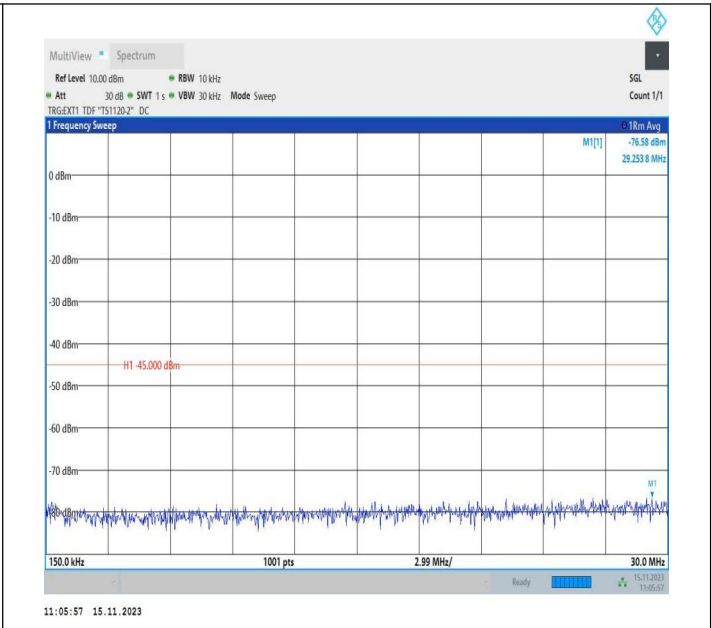 R&S
MultiView Spectrum
Ref Level 10.00 dBm RBW 10 kHz SGL
Att 30 dB SWT 1 s VBW 30 kHz Mode Sweep Count 1/1
TRG:EXT1 TDF "TS1120-2" DC
1 Frequency Sweep 1Rm Avg
M1[1] -76.58 dBm
29.253 8 MHz
0 dBm
-10 dBm
-20 dBm
-30 dBm
-40 dBm
H1 -45.000 dBm
-50 dBm
-60 dBm
-70 dBm
M1
-80 dBm
150.0 kHz 1001 pts 2.99 MHz/ 30.0 MHz
Ready 15.11.2023
11:05:57
11:05:57 15.11.2023